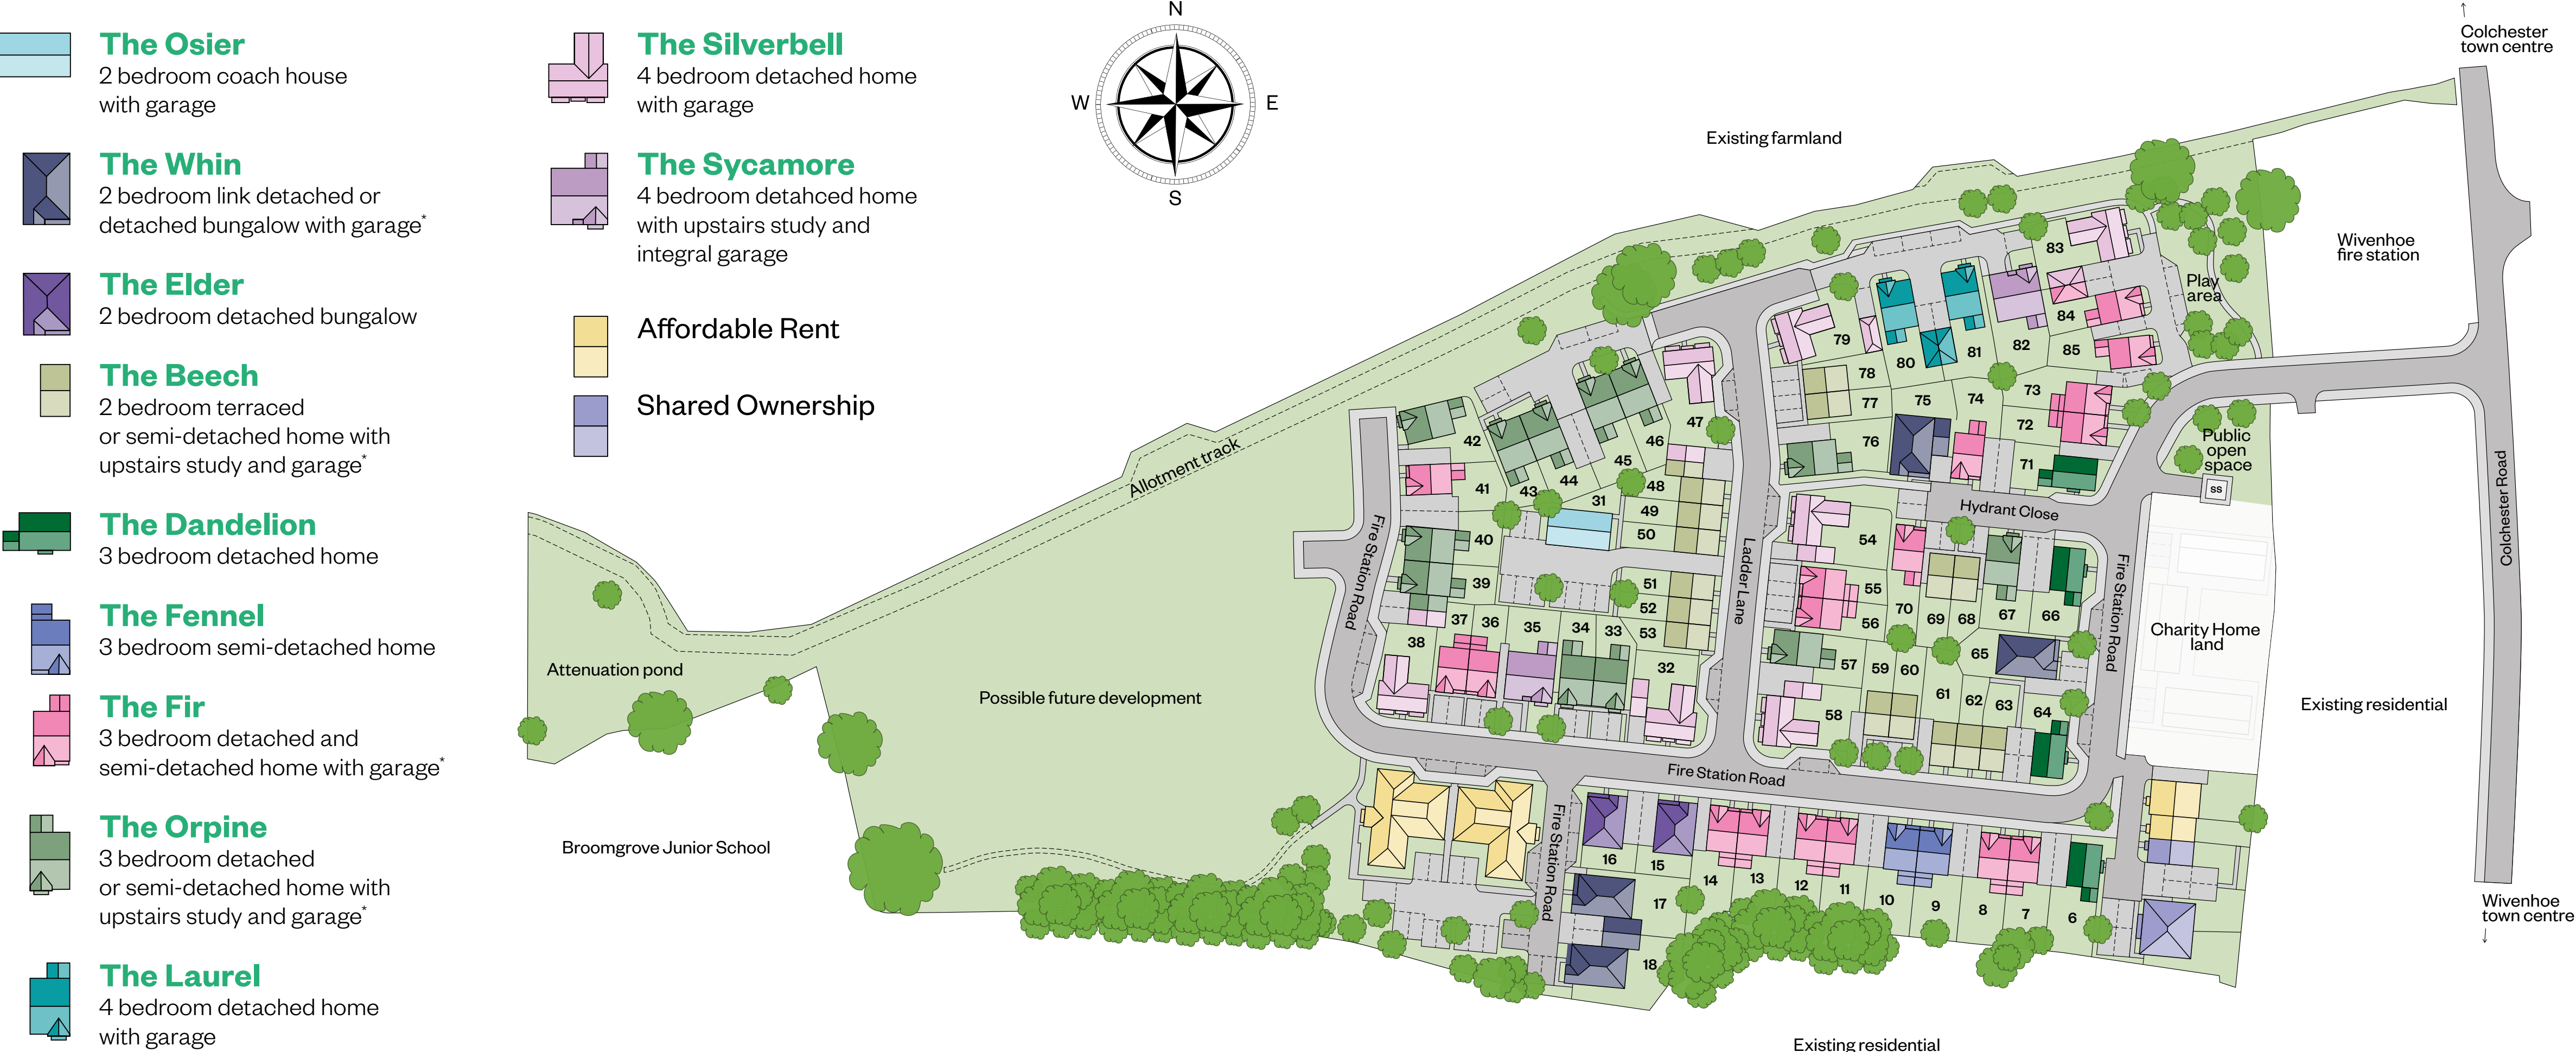 The Osier
2 bedroom coach house
with garage
The Whin
2 bedroom link detached or
detached bungalow with garage*
The Elder
2 bedroom detached bungalow
The Beech
2 bedroom terraced
or semi-detached home with
upstairs study and garage*
The Dandelion
3 bedroom detached home
The Fennel
3 bedroom semi-detached home
The Fir
3 bedroom detached and
semi-detached home with garage*
The Orpine
3 bedroom detached
or semi-detached home with
upstairs study and garage*
The Laurel
4 bedroom detached home
with garage
The Silverbell
4 bedroom detached home
with garage
The Sycamore
4 bedroom detahced home
with upstairs study and
integral garage
Affordable Rent
Shared Ownership
N
W
E
S
↑
Colchester
town centre
Existing farmland
Wivenhoe
fire station
Play
area
Public
open
space
ss
Colchester Road
Charity Home
land
Existing residential
Wivenhoe
town centre
↓
Existing residential
Allotment track
Attenuation pond
Possible future development
Broomgrove Junior School
Fire Station Road
Ladder Lane
Hydrant Close
Fire Station Road
Fire Station Road
Fire Station Road
83
84
85
82
81
80
79
78
77
76
75
74
73
72
71
47
46
45
44
43
42
41
40
39
38
37
36
35
34
33
32
31
48
49
50
51
52
53
54
55
56
57
58
59
60
61
62
63
64
65
66
67
68
69
70
16
15
14
13
12
11
10
9
8
7
6
17
18